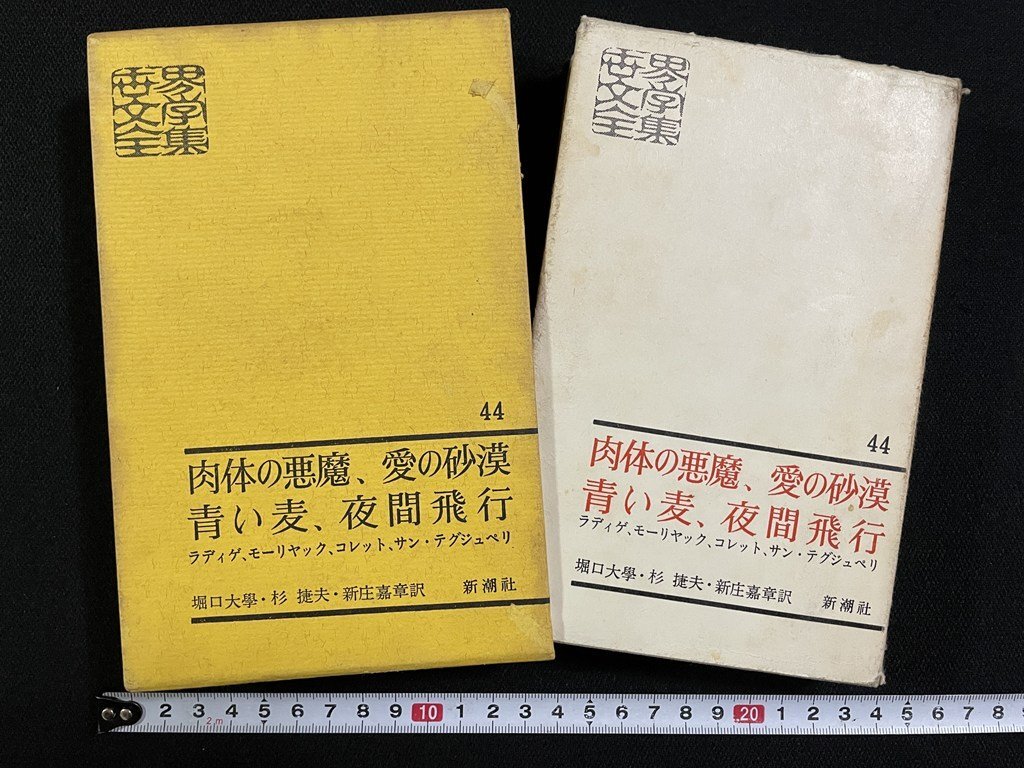 世界
文学
全集
44
肉体の悪魔、愛の砂漠
青い麦、夜間飛行
ラディゲ、モーリヤック、コレット、サン・テグジュペリ
堀口大學・杉 捷夫・新庄嘉章訳 新潮社
世界
文学
全集
44
肉体の悪魔、愛の砂漠
青い麦、夜間飛行
ラディゲ、モーリヤック、コレット、サン・テグジュペリ
堀口大學・杉 捷夫・新庄嘉章訳 新潮社
2 3 4 5 6 7 8 9 10 1 2 3 4 5 6 7 8 9 20 1 2 3 4 5 6 7 8
2m